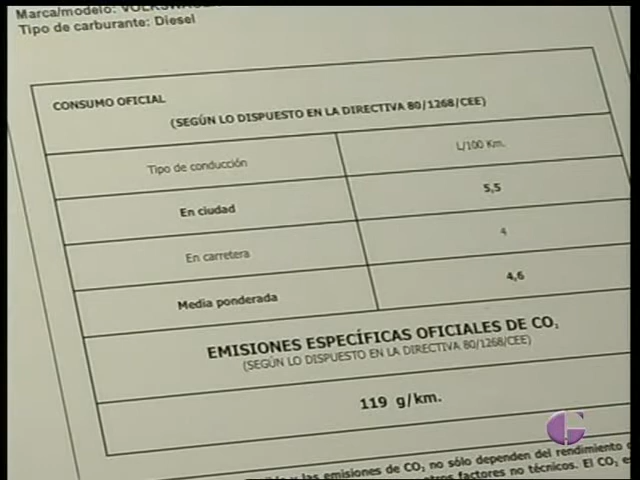 Marca/modelo:
Tipo de carburante: Diesel
CONSUMO OFICIAL
(SEGÚN LO DISPUESTO EN LA DIRECTIVA 80/1268/CEE)
Tipo de conducción L/100 Km.
En ciudad 5,5
En carretera 4
Media ponderada 4,6
EMISIONES ESPECÍFICAS OFICIALES DE CO₂
(SEGÚN LO DISPUESTO EN LA DIRECTIVA 80/1268/CEE)
119 g/km.
y las emisiones de CO₂ no sólo dependen del rendimiento
factores no técnicos. El CO₂